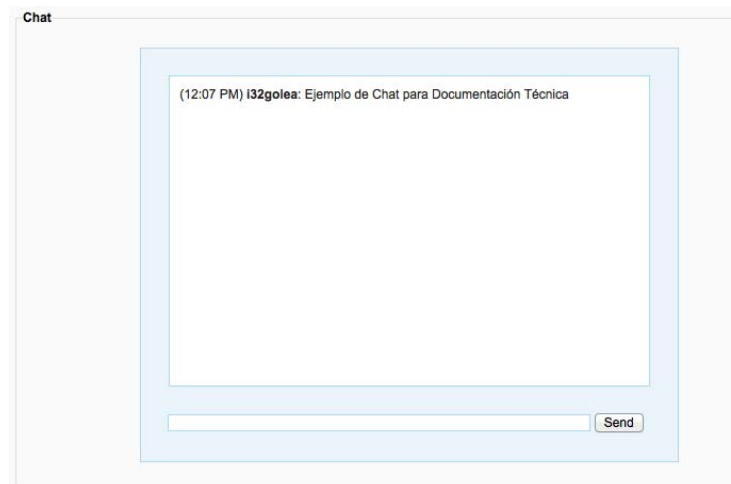 Chat
(12:07 PM) i32golea: Ejemplo de Chat para Documentación Técnica
Send